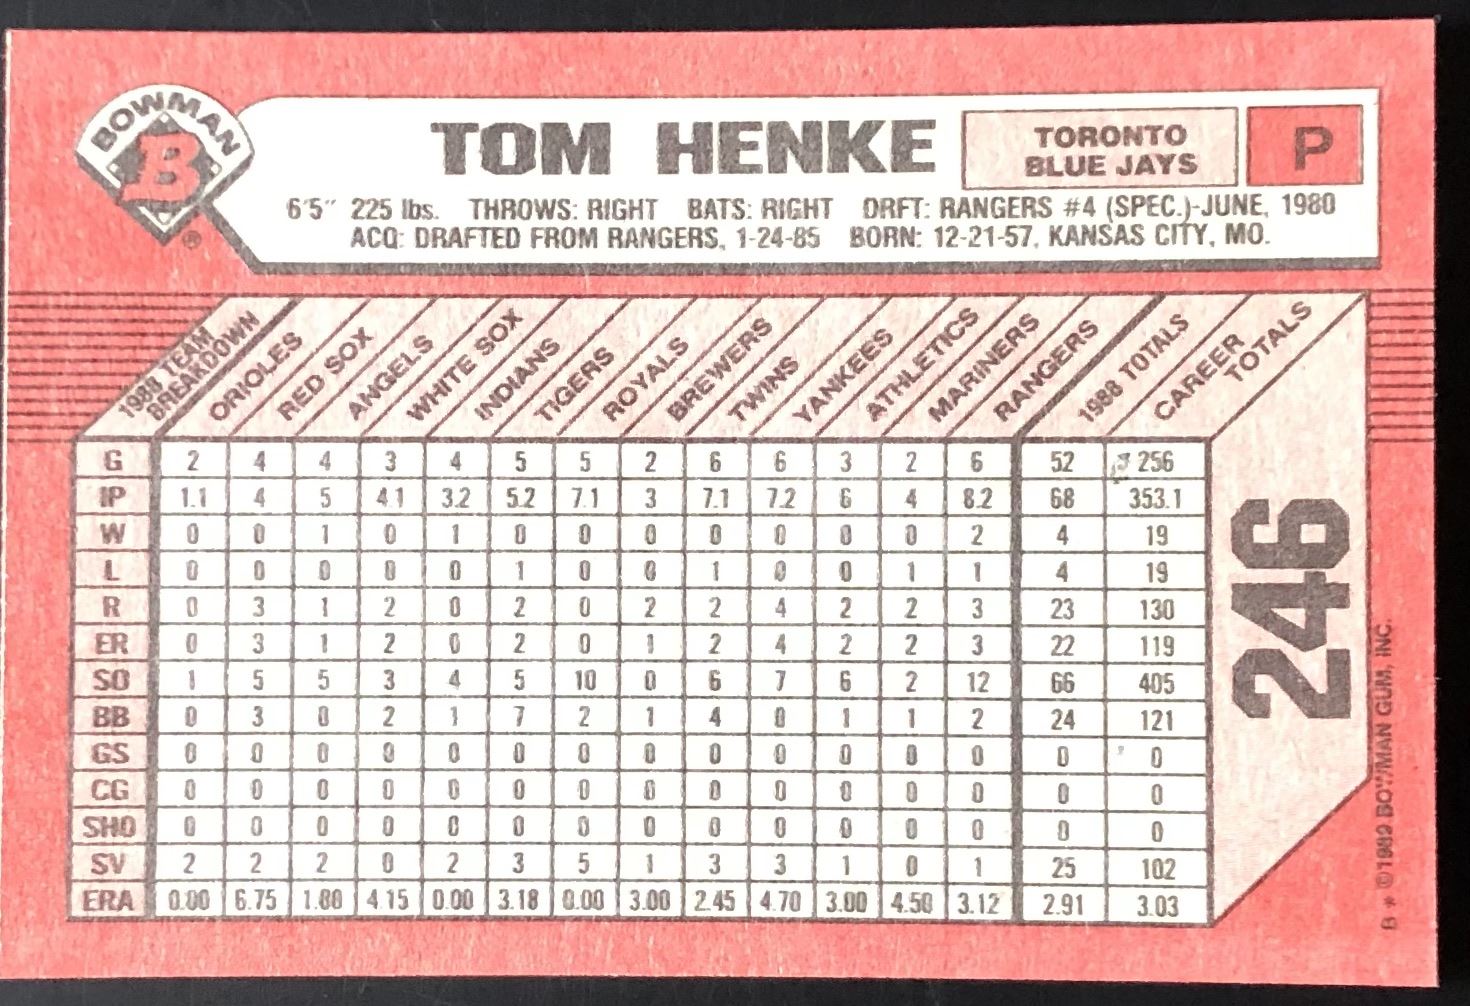 BOWMAN
B
®
TOM HENKE
TORONTO
BLUE JAYS
P
6'5" 225 lbs. THROWS: RIGHT BATS: RIGHT DRFT: RANGERS #4 (SPEC.)-JUNE, 1980
ACQ: DRAFTED FROM RANGERS, 1-24-85 BORN: 12-21-57, KANSAS CITY, MO.
1988 TEAM BREAKDOWN ORIOLES RED SOX ANGELS WHITE SOX INDIANS TIGERS ROYALS BREWERS TWINS YANKEES ATHLETICS MARINERS RANGERS 1988 TOTALS CAREER TOTALS
G 2 4 4 3 4 5 5 2 6 6 3 2 6 52 256
IP 1.1 4 5 4.1 3.2 5.2 7.1 3 7.1 7.2 6 4 8.2 68 353.1
W 0 0 1 0 1 0 0 0 0 0 0 0 2 4 19
L 0 0 0 0 0 1 0 0 1 0 0 1 1 4 19
R 0 3 1 2 0 2 0 2 2 4 2 2 3 23 130
ER 0 3 1 2 0 2 0 1 2 4 2 2 3 22 119
SO 1 5 5 3 4 5 10 0 6 7 6 2 12 66 405
BB 0 3 0 2 1 7 2 1 4 0 1 1 2 24 121
GS 0 0 0 0 0 0 0 0 0 0 0 0 0 0 0
CG 0 0 0 0 0 0 0 0 0 0 0 0 0 0 0
SHO 0 0 0 0 0 0 0 0 0 0 0 0 0 0 0
SV 2 2 2 0 2 3 5 1 3 3 1 0 1 25 102
ERA 0.00 6.75 1.80 4.15 0.00 3.18 0.00 3.00 2.45 4.70 3.00 4.50 3.12 2.91 3.03
246
B * ©1989 BOWMAN GUM, INC.